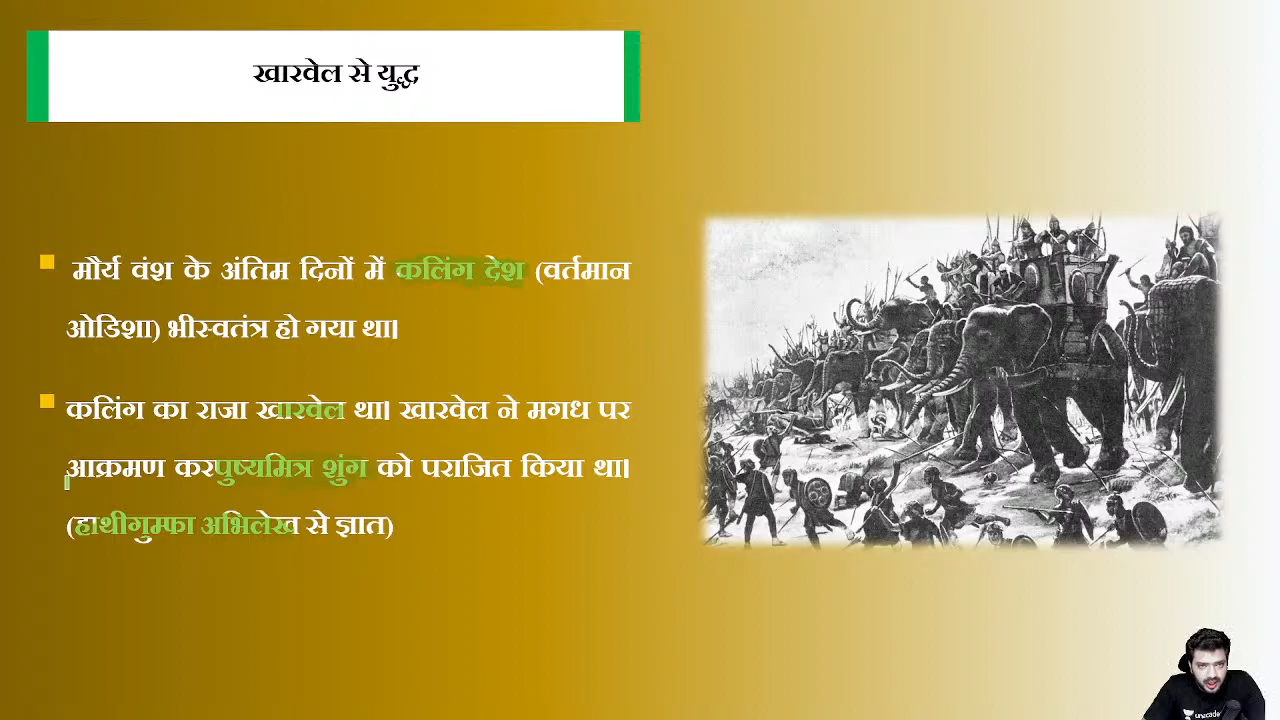 खारवेल से युद्ध
मौर्य वंश के अंतिम दिनों में कलिंग देश (वर्तमान
ओडिशा) भीस्वतंत्र हो गया था।
कलिंग का राजा खारवेल था। खारवेल ने मगध पर
आक्रमण करपुष्यमित्र शुंग को पराजित किया था।
(हाथीगुम्फा अभिलेख से ज्ञात)